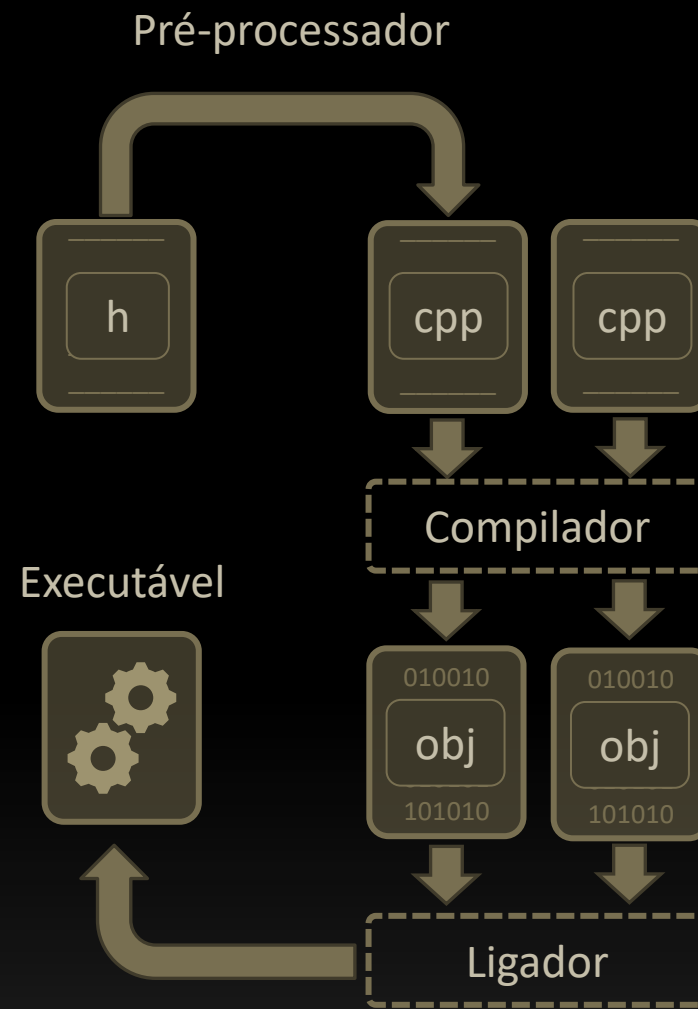 Pré-processador
h
cpp
cpp
Compilador
Executável
010010
010010
obj
obj
101010
101010
Ligador